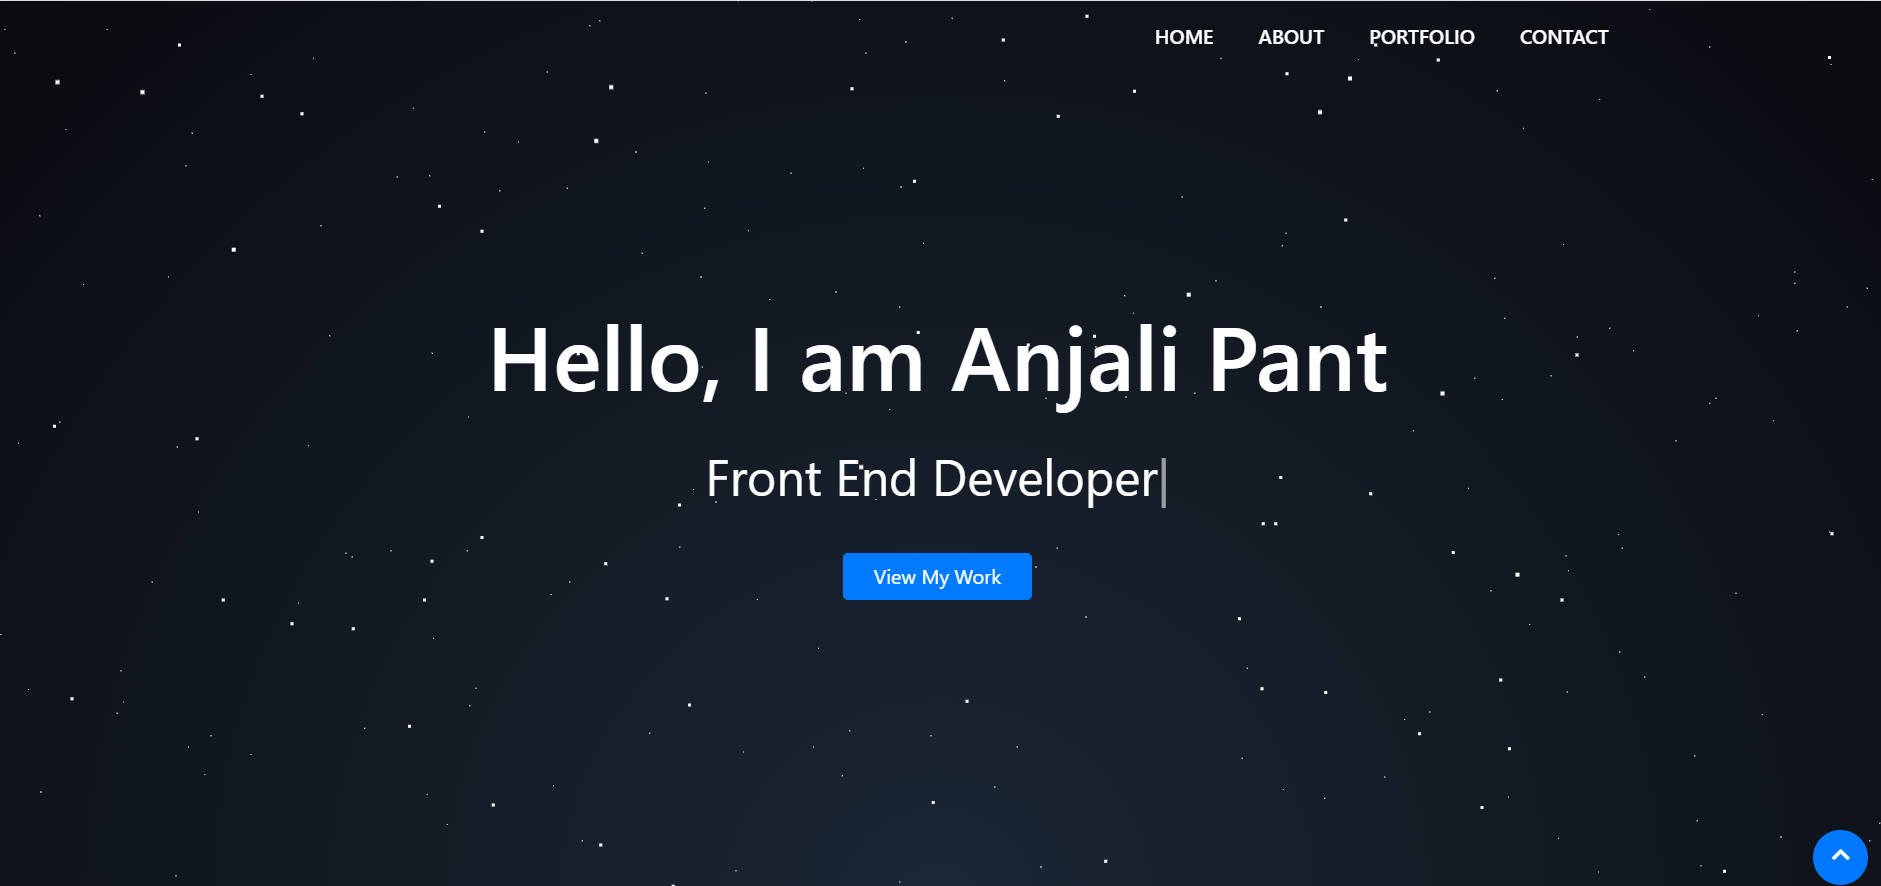 HOME ABOUT PORTFOLIO CONTACT
Hello, I am Anjali Pant
Front End Developer|
View My Work